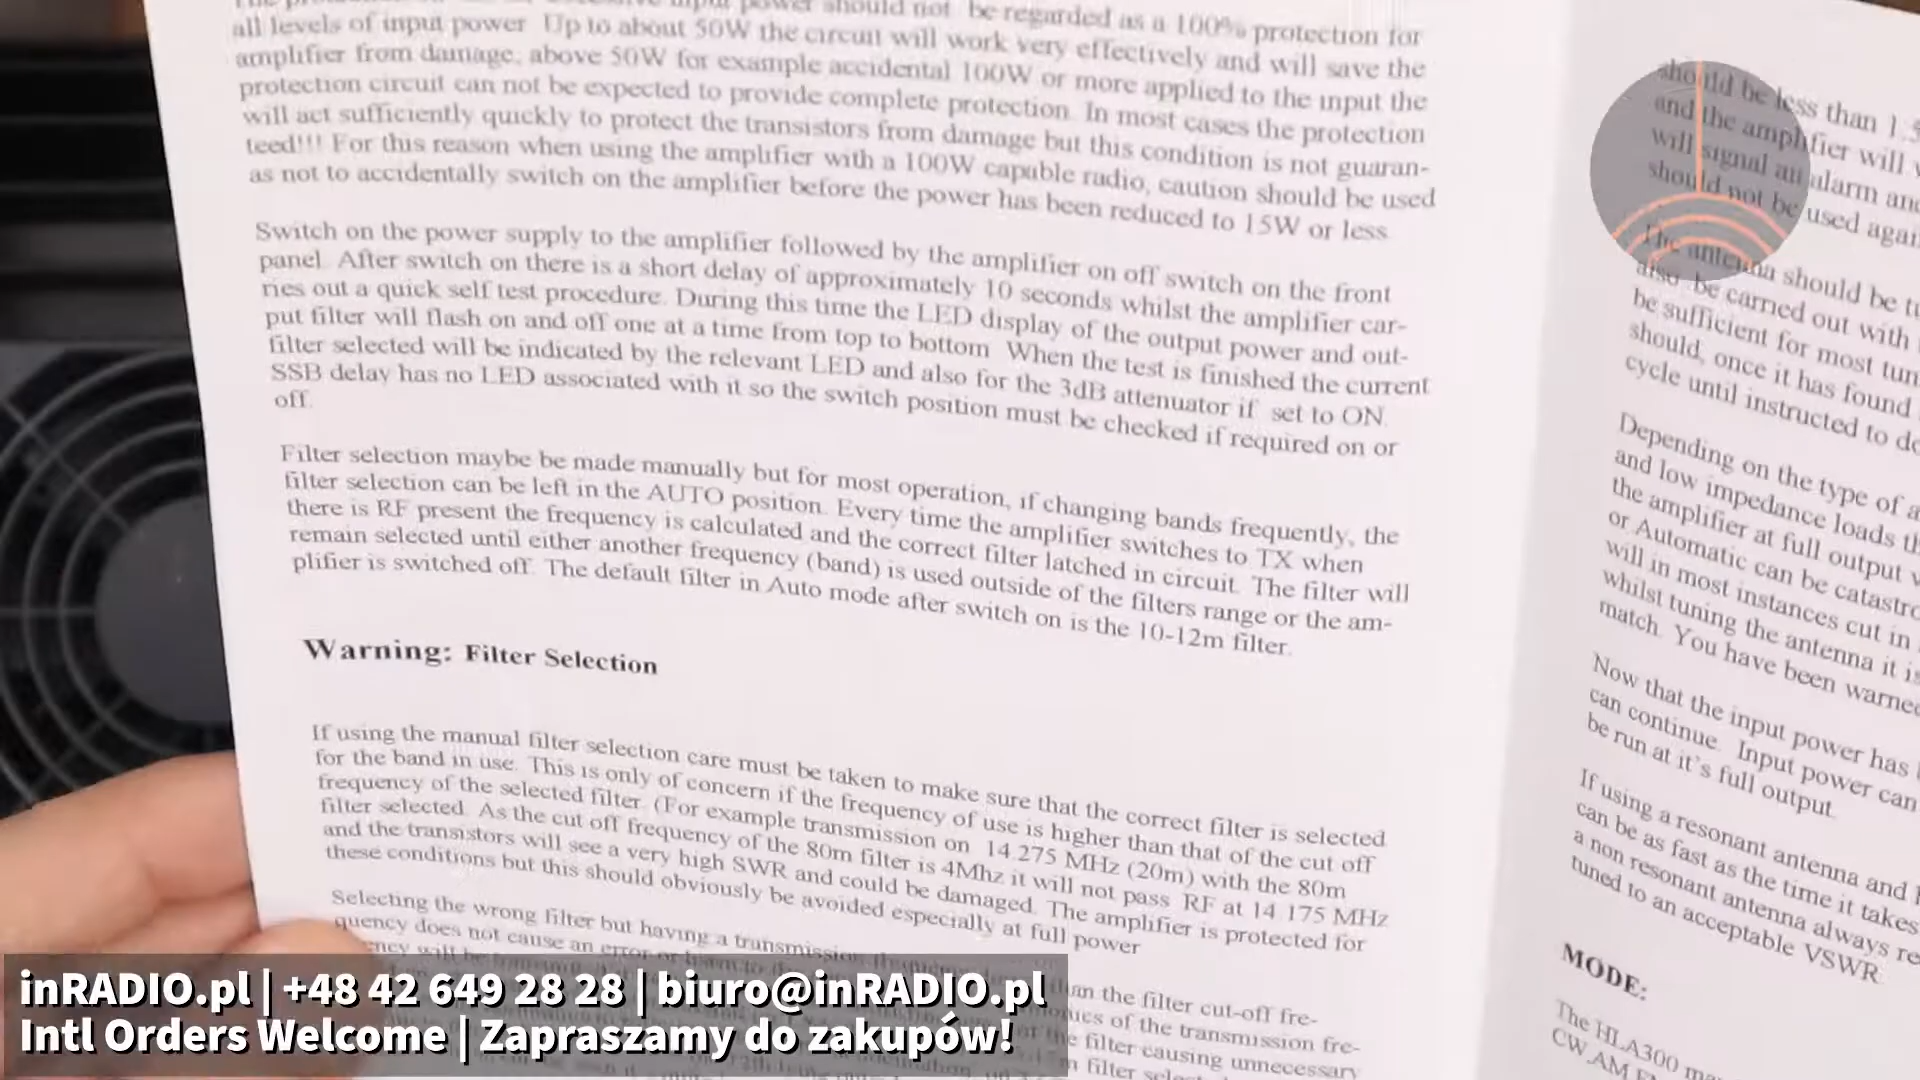 should not be regarded as a 100% protection for
all levels of input power Up to about 50W the circuit will work very effectively and will save the
amplifier from damage, above 50W for example accidental 100W or more applied to the input the
protection circuit can not be expected to provide complete protection. In most cases the protection
will act sufficiently quickly to protect the transistors from damage but this condition is not guaran-
teed!!! For this reason when using the amplifier with a 100W capable radio, caution should be used
as not to accidentally switch on the amplifier before the power has been reduced to 15W or less.
Switch on the power supply to the amplifier followed by the amplifier on off switch on the front
panel. After switch on there is a short delay of approximately 10 seconds whilst the amplifier car-
ries out a quick self test procedure. During this time the LED display of the output power and out-
put filter will flash on and off one at a time from top to bottom When the test is finished the current
filter selected will be indicated by the relevant LED and also for the 3dB attenuator if set to ON.
SSB delay has no LED associated with it so the switch position must be checked if required on or
off.
Filter selection maybe be made manually but for most operation, if changing bands frequently, the
filter selection can be left in the AUTO position. Every time the amplifier switches to TX when
there is RF present the frequency is calculated and the correct filter latched in circuit. The filter will
remain selected until either another frequency (band) is used outside of the filters range or the am-
plifier is switched off. The default filter in Auto mode after switch on is the 10-12m filter.
Warning: Filter Selection
If using the manual filter selection care must be taken to make sure that the correct filter is selected
for the band in use. This is only of concern if the frequency of use is higher than that of the cut off
frequency of the selected filter. (For example transmission on 14.275 MHz (20m) with the 80m
filter selected. As the cut off frequency of the 80m filter is 4Mhz it will not pass RF at 14 175 MHz
and the transistors will see a very high SWR and could be damaged. The amplifier is protected for
these conditions but this should obviously be avoided especially at full power
Selecting the wrong filter but having a transmission
than the filter cut-off fre-
quency does not cause an error or
of the transmission fre-
the filter causing unnecessary
should be less than 1.5
and the amplifier will
will signal an alarm and
should not be used again
The antenna should be
also be carried out with
be sufficient for most
should, once it has found
cycle until instructed to
Depending on the type of
and low impedance loads
the amplifier at full output
or Automatic can be
will in most instances cut in
whilst tuning the antenna it is
match. You have been warned
Now that the input power has
can continue. Input power can
be run at it's full output.
If using a resonant antenna and
can be as fast as the time it takes
a non resonant antenna always
tuned to an acceptable VSWR
MODE:
The HLA300
CW,AM
inRADIO.pl | +48 42 649 28 28 | biuro@inRADIO.pl
Intl Orders Welcome | Zapraszamy do zakupów!